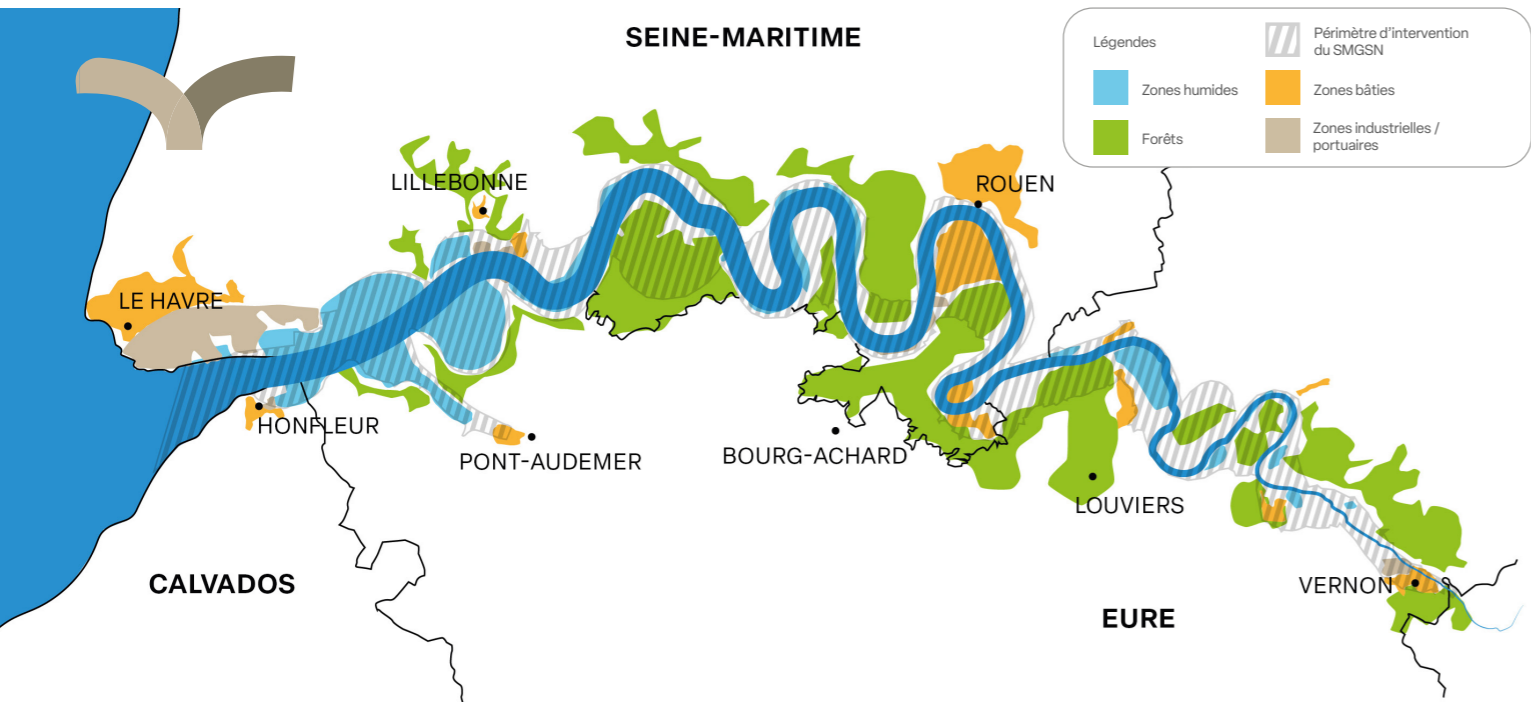 SEINE-MARITIME
Légendes
Périmètre d'intervention
du SMGSN
Zones humides
Zones bâties
Forêts
Zones industrielles /
portuaires
LILLEBONNE
ROUEN
LE HAVRE
HONFLEUR
PONT-AUDEMER
BOURG-ACHARD
LOUVIERS
CALVADOS
VERNON
EURE